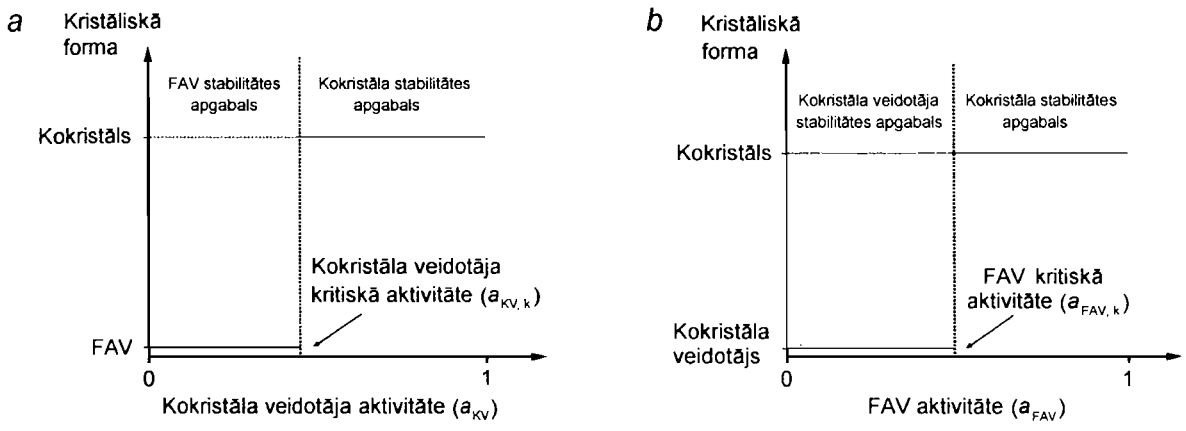 a
Kristāliskā
forma
FAV stabilitātes
apgabals
Kokristāla stabilitātes
apgabals
Kokristāls
Kokristāla veidotāja
kritiskā aktivitāte (aKV, k)
FAV
0
1
Kokristāla veidotāja aktivitāte (aKV)
b
Kristāliskā
forma
Kokristāla veidotāja
stabilitātes apgabals
Kokristāla stabilitātes
apgabals
Kokristāls
FAV kritiskā
aktivitāte (aFAV, k)
Kokristāla
veidotājs
0
1
FAV aktivitāte (aFAV)